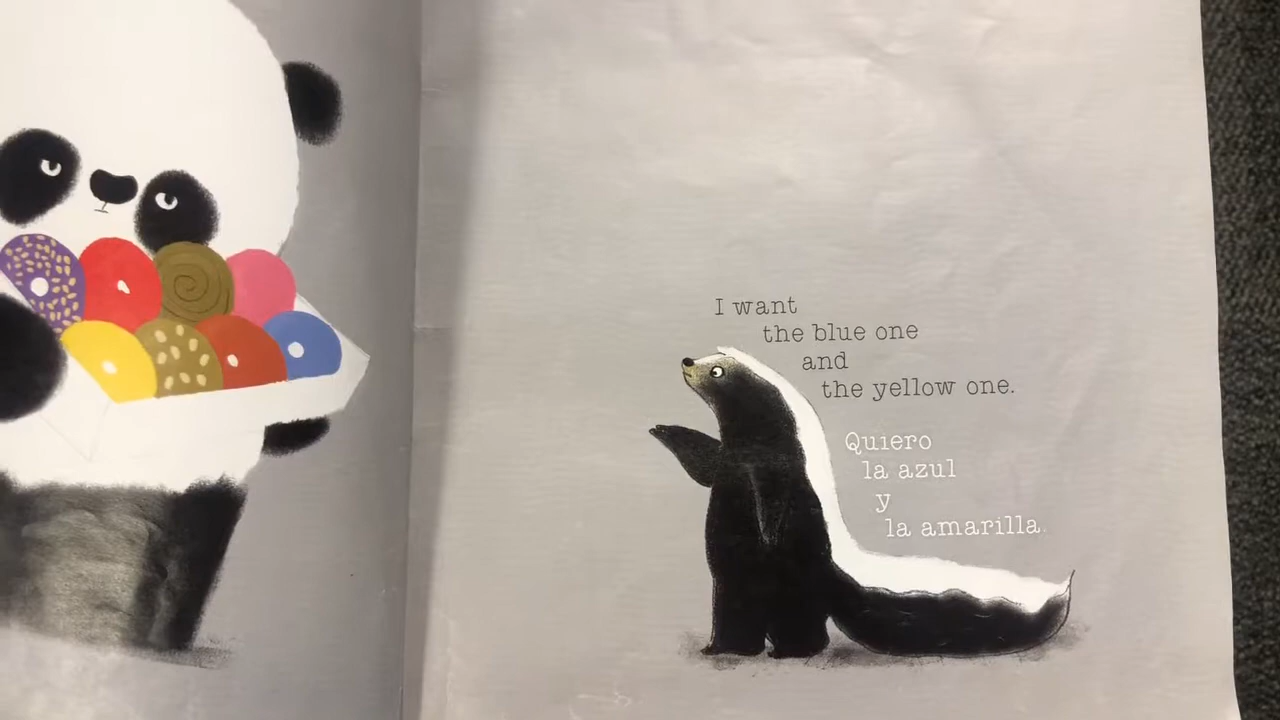 I want
the blue one
and
the yellow one.
Quiero
la azul
y
la amarilla.